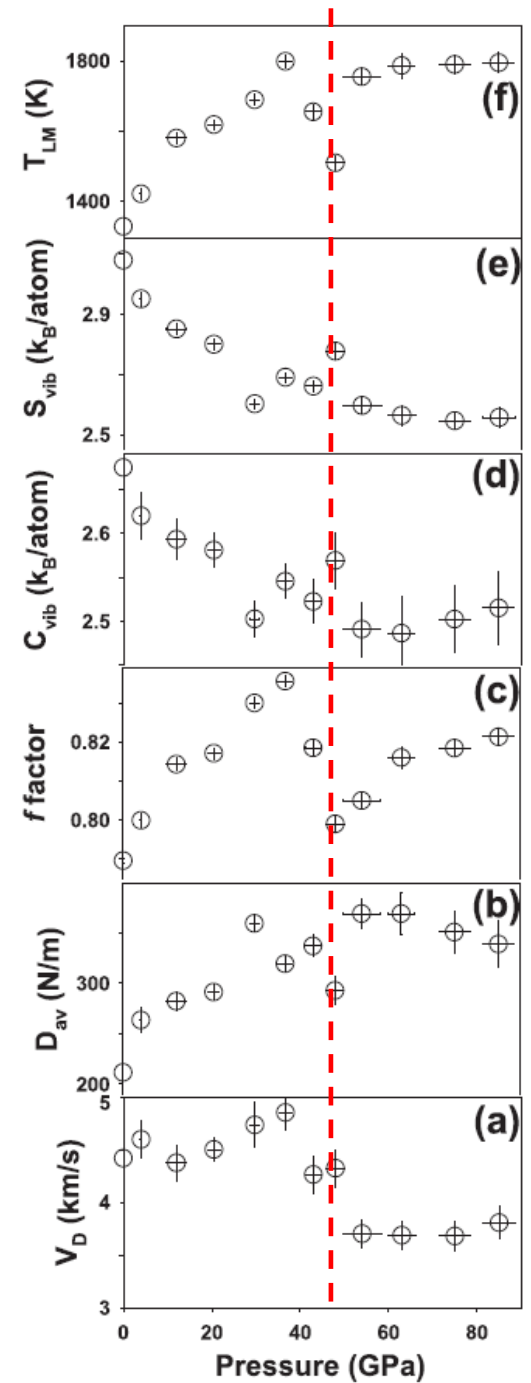 1800
1400
T_LM (K)
(f)
2.9
2.5
S_vib (k_B/atom)
(e)
2.6
2.5
C_vib (k_B/atom)
(d)
0.82
0.80
f factor
(c)
300
200
D_av (N/m)
(b)
5
4
3
V_D (km/s)
(a)
0 20 40 60 80
Pressure (GPa)